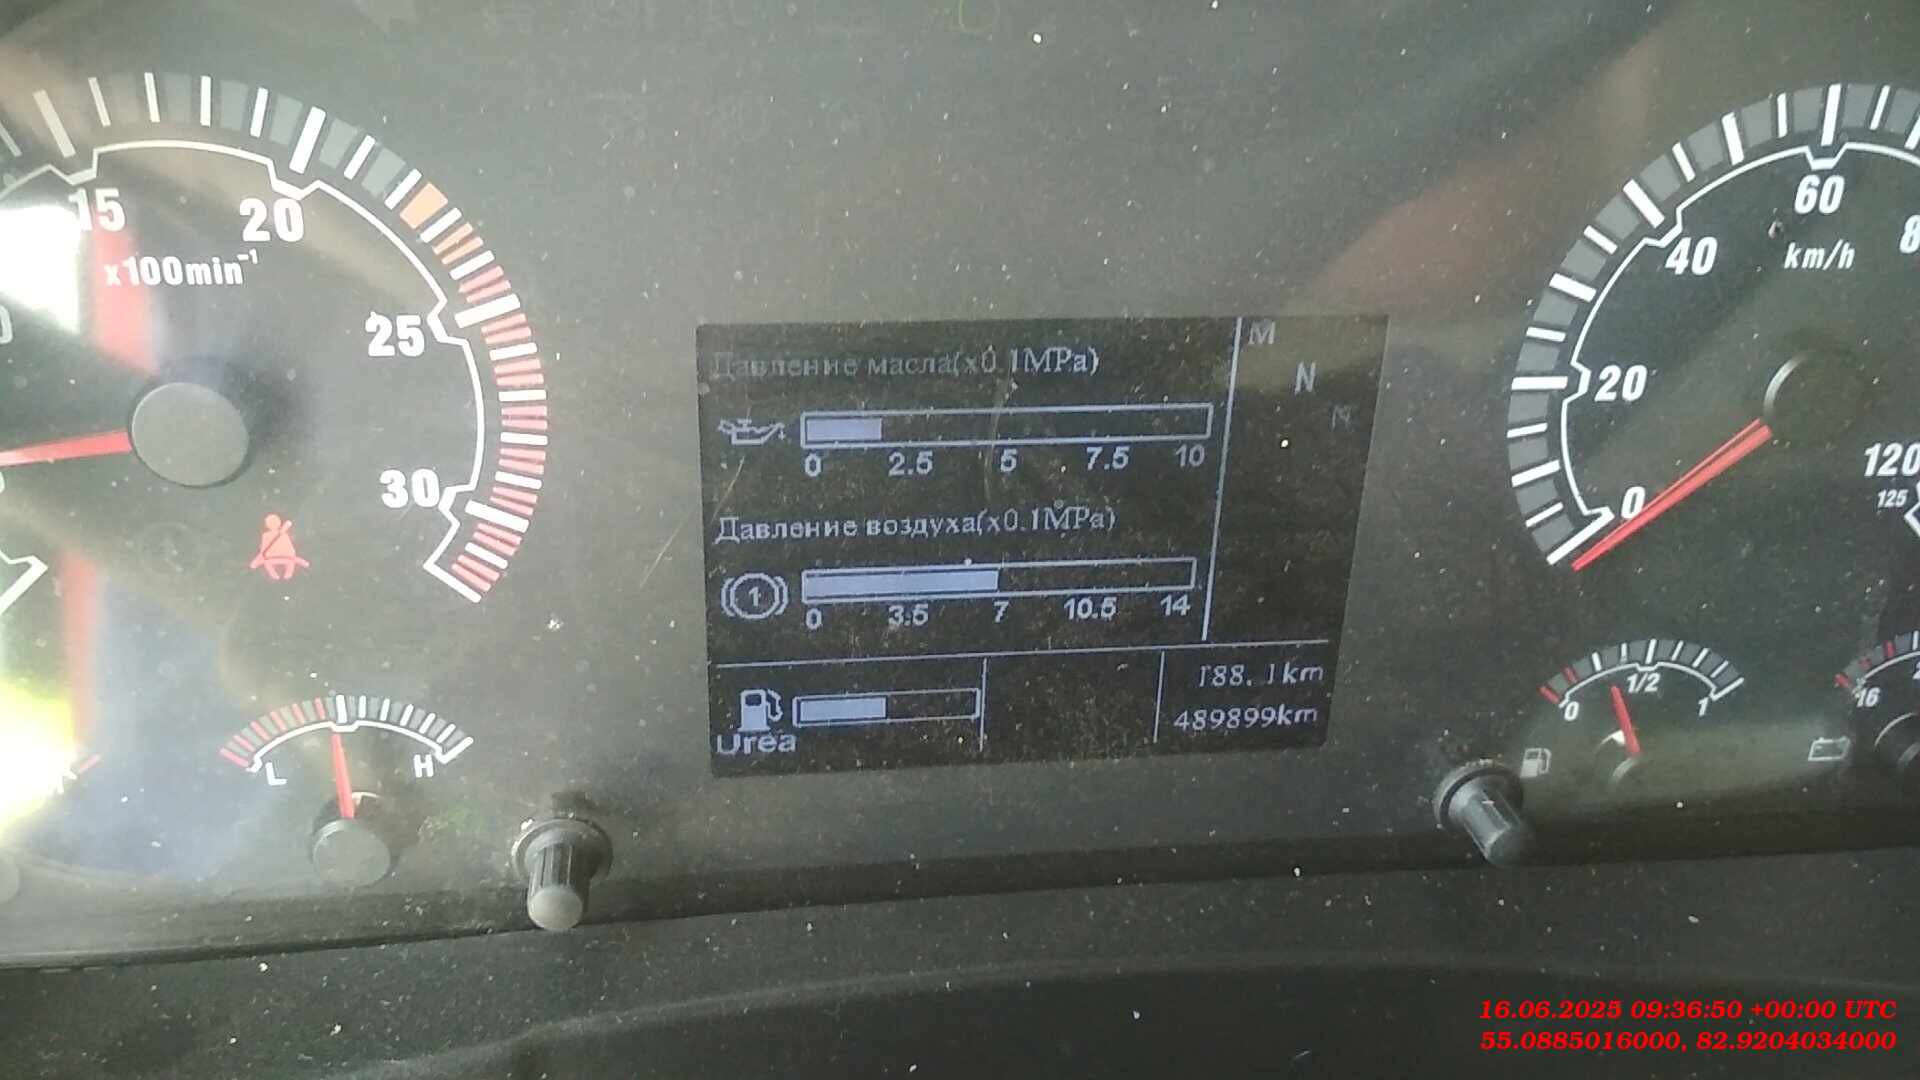 15
20
x100min⁻¹
25
30
L
H
Давление масла(x0.1MPa)
0 2.5 5 7.5 10
Давление воздуха(x0.1MPa)
1
0 3.5 7 10.5 14
Urea
M
N
N
188.1km
489899km
0
20
40
60
km/h
120
125
0
1/2
1
16
16.06.2025 09:36:50 +00:00 UTC
55.0885016000, 82.9204034000